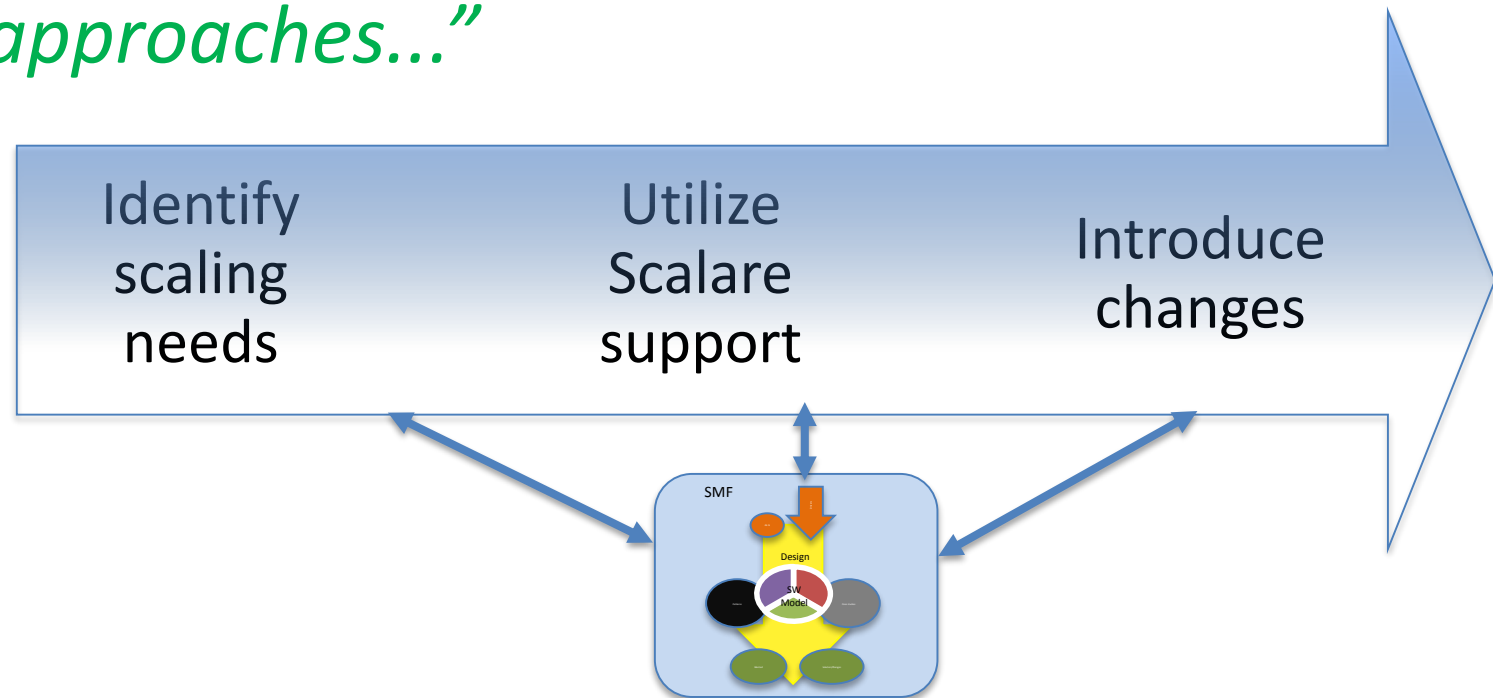 approaches...”
Identify
scaling
needs
Utilize
Scalare
support
Introduce
changes
SMF
Design
SW
Model